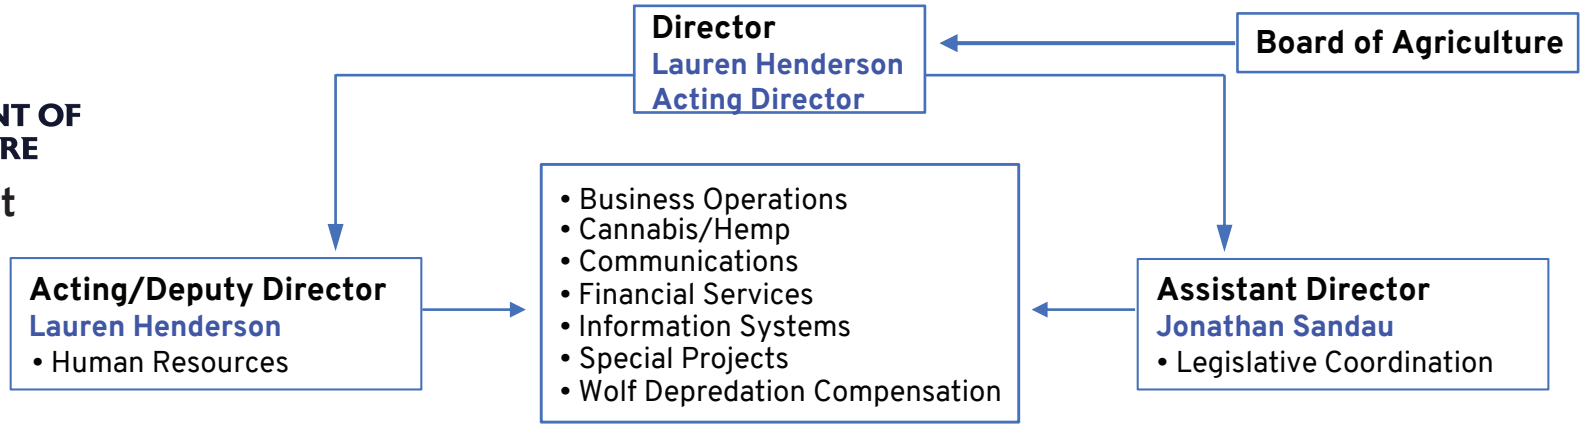 Director
Lauren Henderson
Acting Director
Board of Agriculture
NT OF
RE
t
• Business Operations
• Cannabis/Hemp
• Communications
• Financial Services
• Information Systems
• Special Projects
• Wolf Depredation Compensation
Acting/Deputy Director
Lauren Henderson
• Human Resources
Assistant Director
Jonathan Sandau
• Legislative Coordination